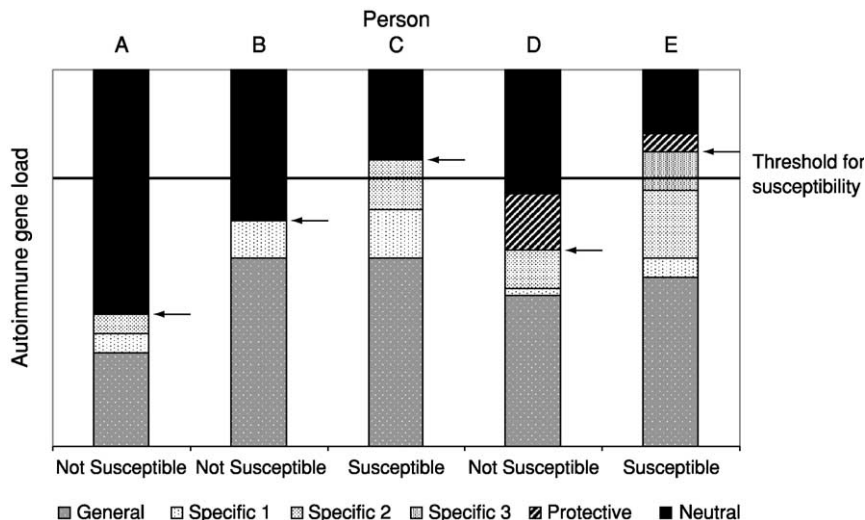 Person
A B C D E
Autoimmune gene load
Threshold for
susceptibility
Not Susceptible Not Susceptible Susceptible Not Susceptible Susceptible
General Specific 1 Specific 2 Specific 3 Protective Neutral